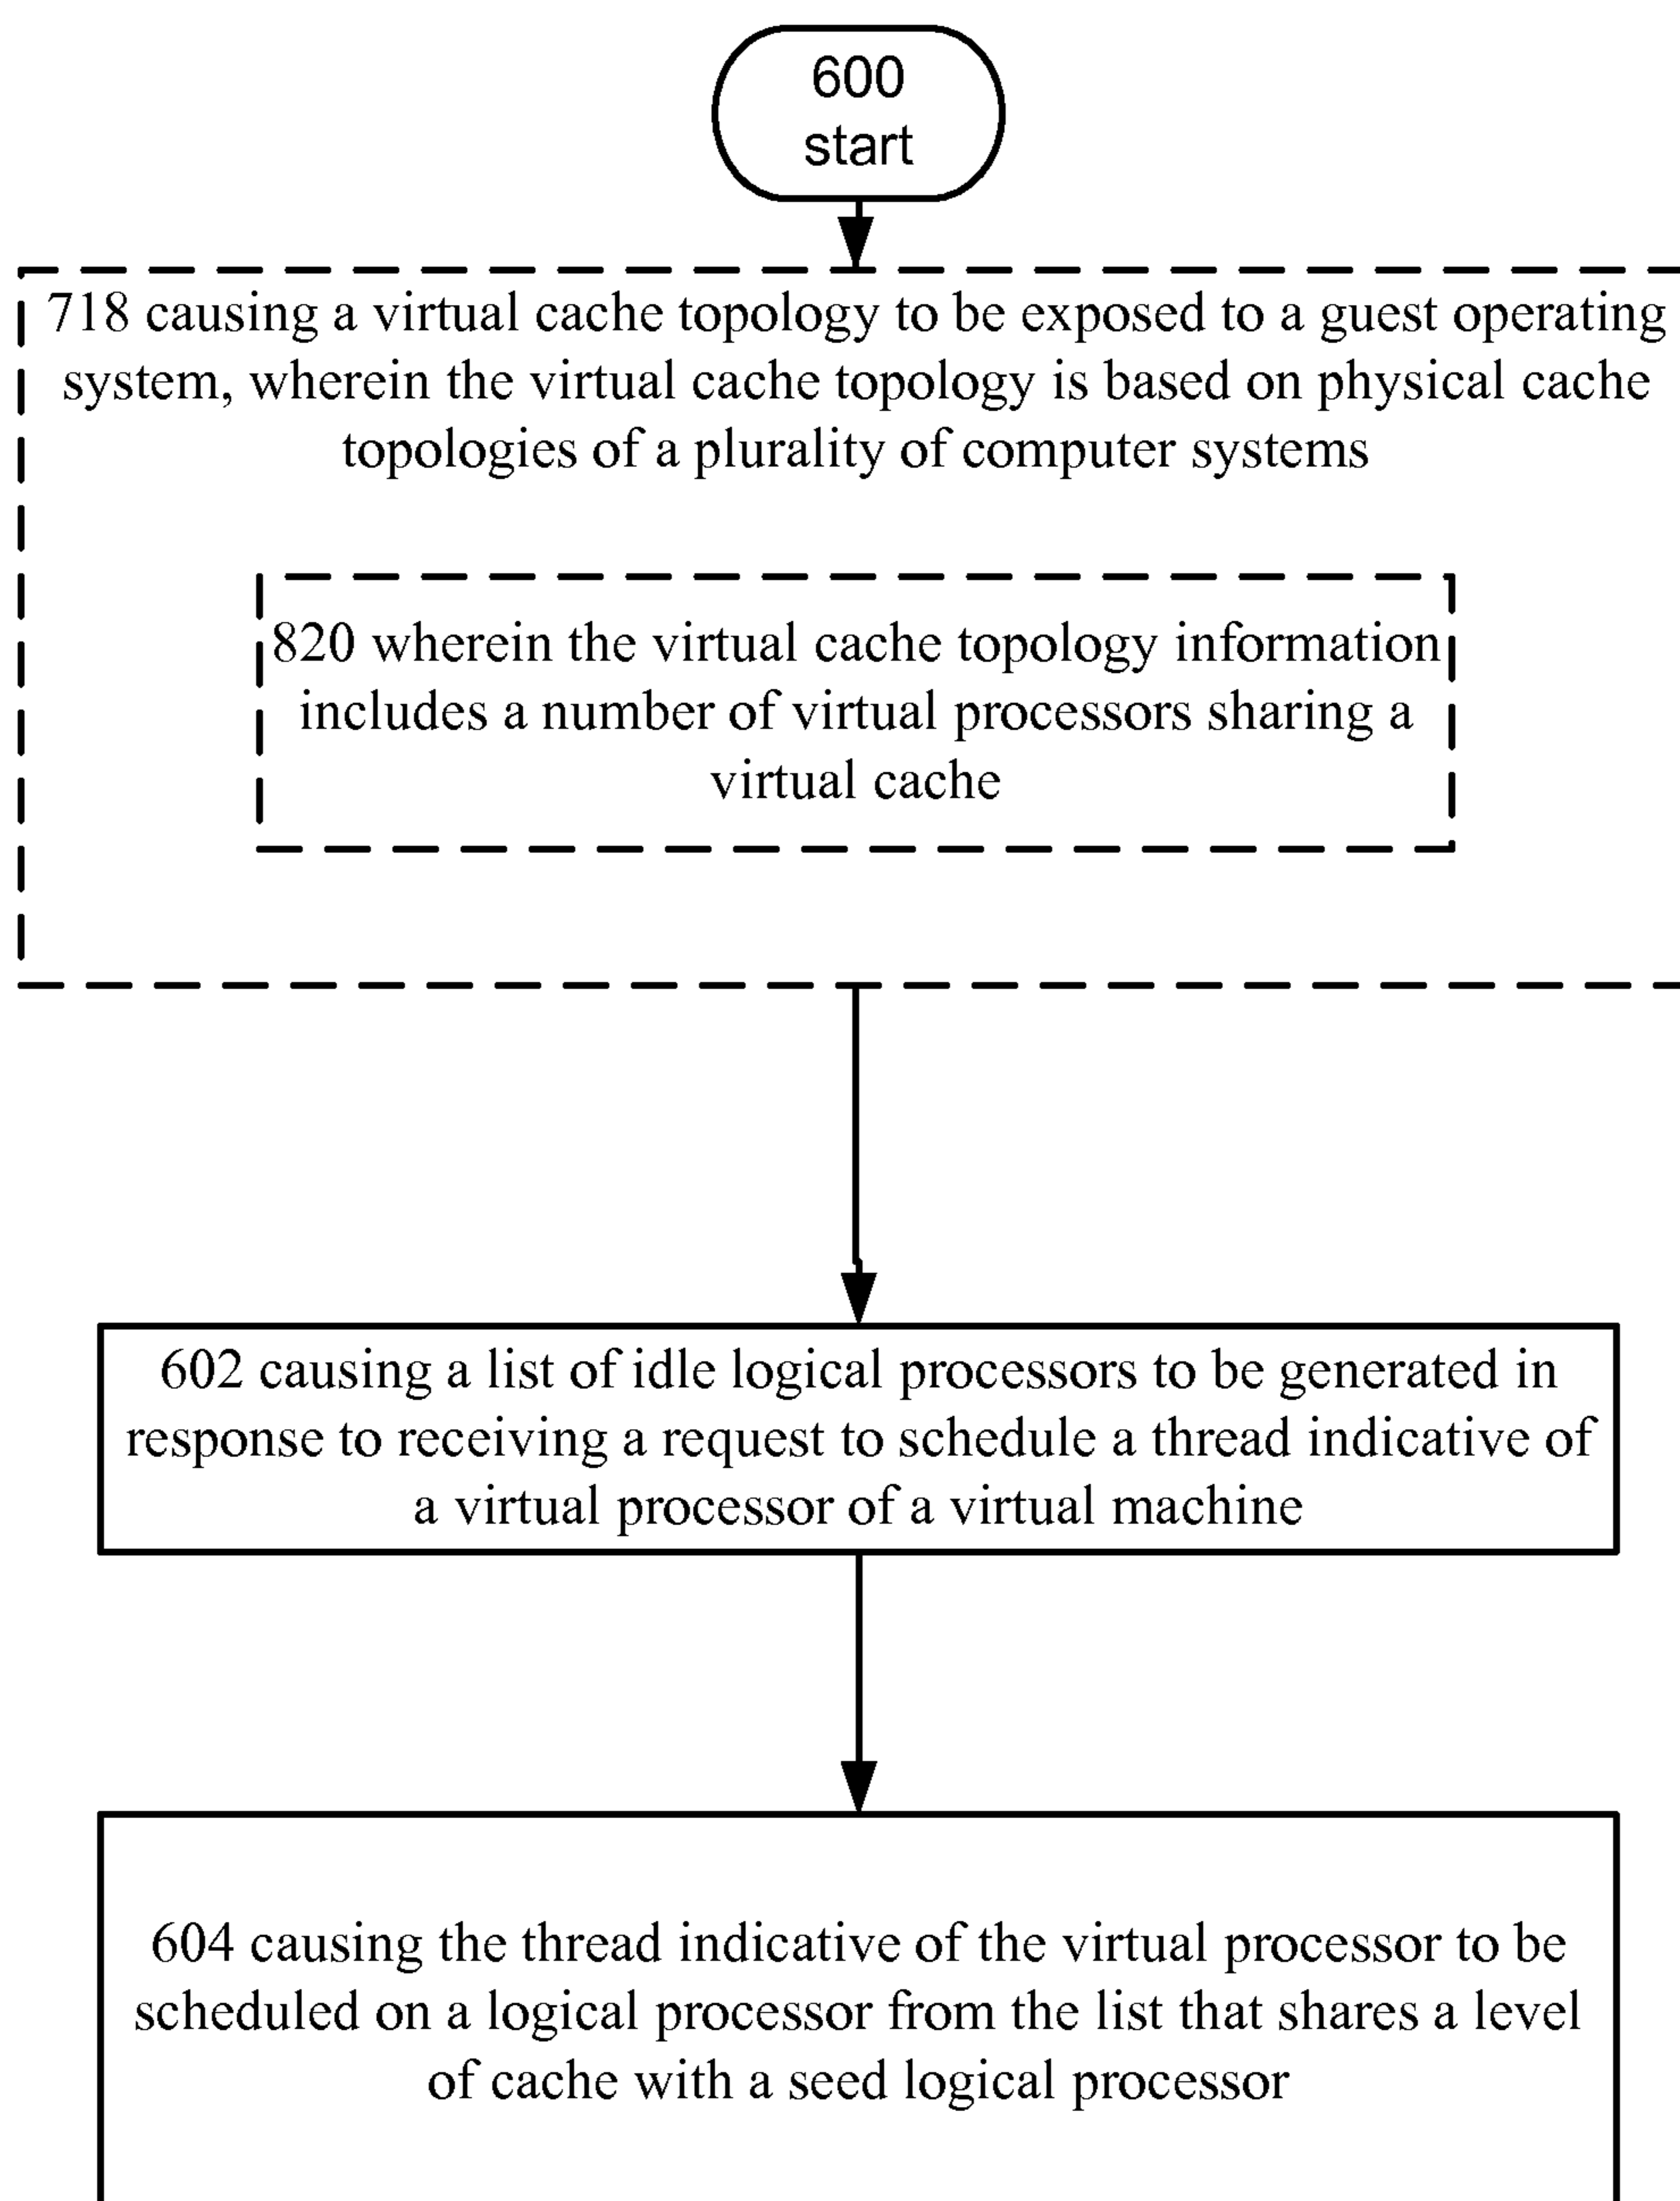 600
start
718 causing a virtual cache topology to be exposed to a guest operating
system, wherein the virtual cache topology is based on physical cache
topologies of a plurality of computer systems
820 wherein the virtual cache topology information
includes a number of virtual processors sharing a
virtual cache
602 causing a list of idle logical processors to be generated in
response to receiving a request to schedule a thread indicative of
a virtual processor of a virtual machine
604 causing the thread indicative of the virtual processor to be
scheduled on a logical processor from the list that shares a level
of cache with a seed logical processor